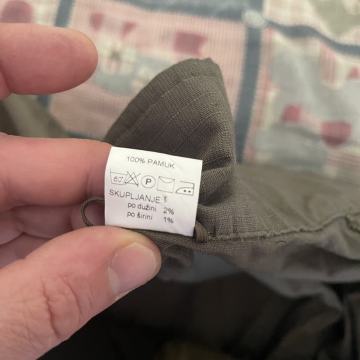 100% PAMUK
P
SKUPLJANJE
po dužini 2%
po širini 1%